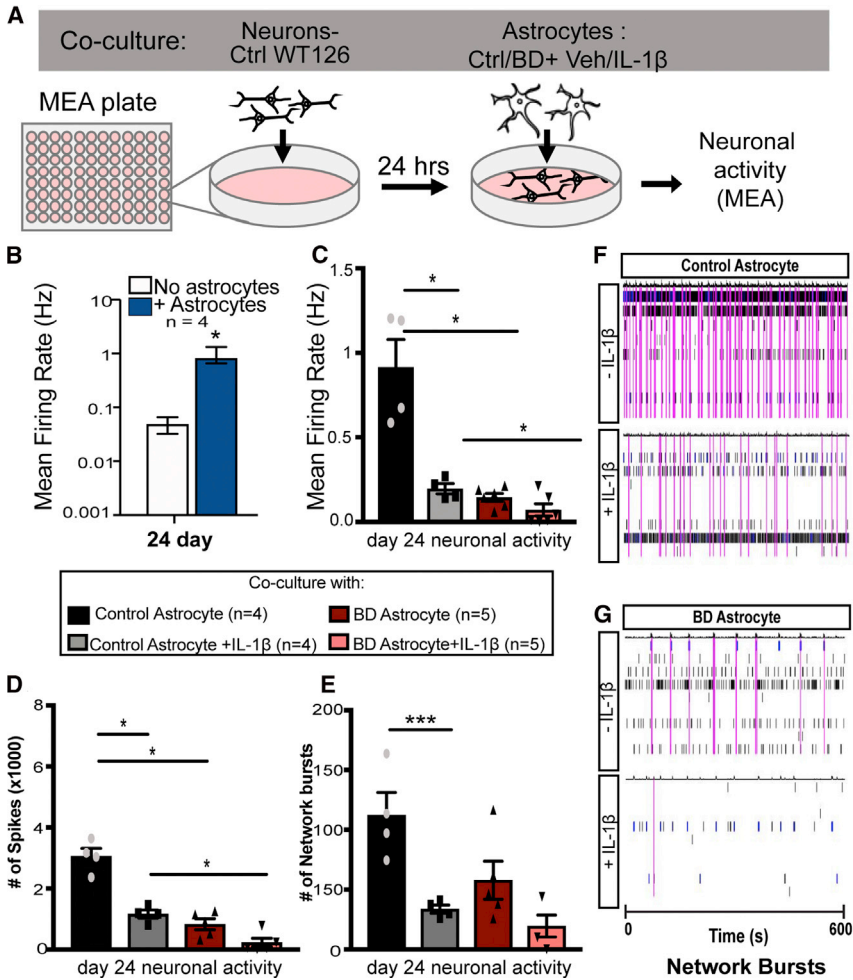 A
Co-culture:
Neurons-
Ctrl WT126
Astrocytes :
Ctrl/BD+ Veh/IL-1β
MEA plate
24 hrs
Neuronal
activity
(MEA)
B
Mean Firing Rate (Hz)
No astrocytes
+ Astrocytes
n = 4
*
10
1
0.1
0.01
0.001
24 day
C
Mean Firing Rate (Hz)
1.5
1
0.5
0.0
*
*
*
day 24 neuronal activity
F
Control Astrocyte
- IL-1β
+ IL-1β
Co-culture with:
Control Astrocyte (n=4)
BD Astrocyte (n=5)
Control Astrocyte +IL-1β (n=4)
BD Astrocyte+IL-1β (n=5)
D
# of Spikes (x1000)
8
6
4
2
0
*
*
*
day 24 neuronal activity
E
# of Network bursts
200
150
100
150
0
***
day 24 neuronal activity
G
BD Astrocyte
- IL-1β
+ IL-1β
0
600
Time (s)
Network Bursts